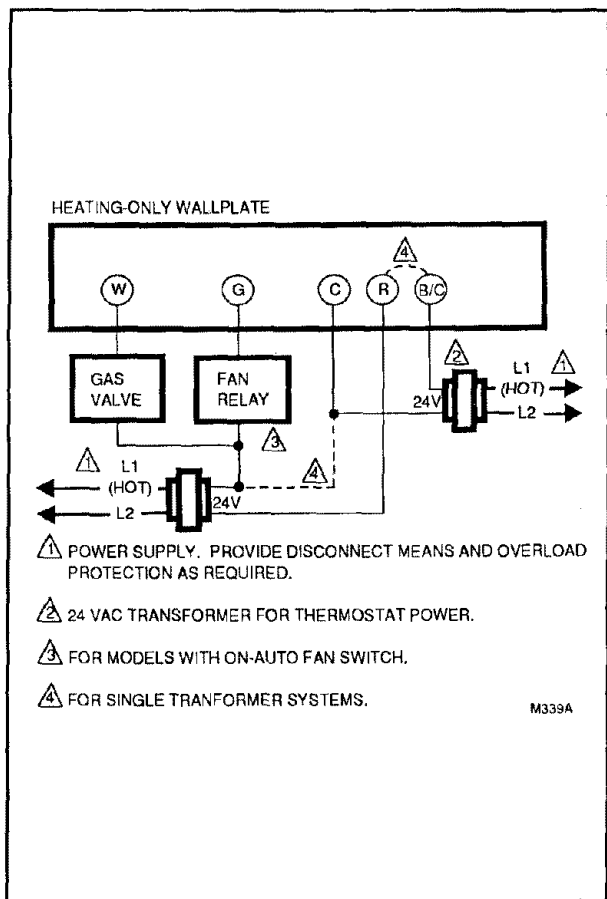 HEATING-ONLY WALLPLATE
4
W G C R B/C
GAS
VALVE
FAN
RELAY
2
24V
L1
(HOT)
L2
1
3
4
1
L1
(HOT)
L2
24V
1 POWER SUPPLY. PROVIDE DISCONNECT MEANS AND OVERLOAD
PROTECTION AS REQUIRED.
2 24 VAC TRANSFORMER FOR THERMOSTAT POWER.
3 FOR MODELS WITH ON-AUTO FAN SWITCH.
4 FOR SINGLE TRANFORMER SYSTEMS.
M339A